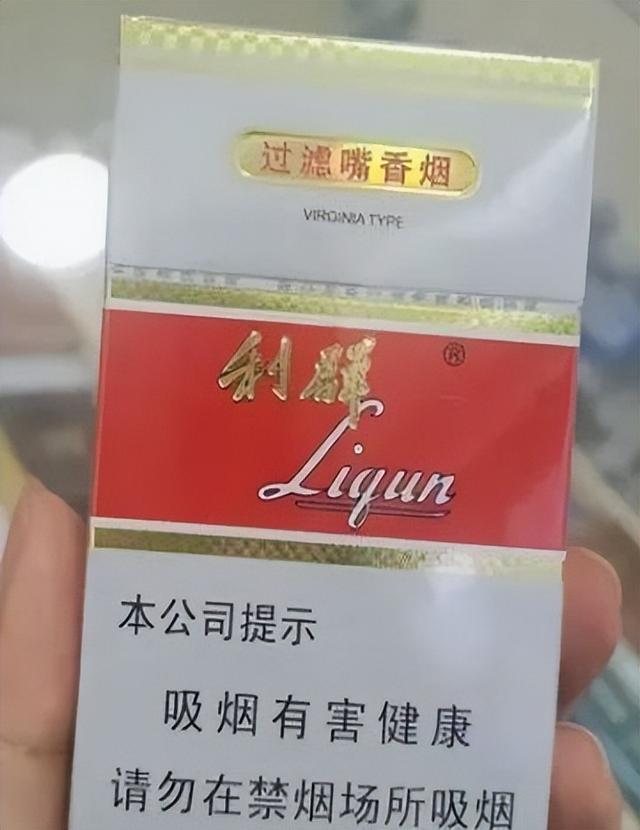 过滤嘴香烟
VIRGINIA TYPE
利群
®
Liqun
本公司提示
吸烟有害健康
请勿在禁烟场所吸烟